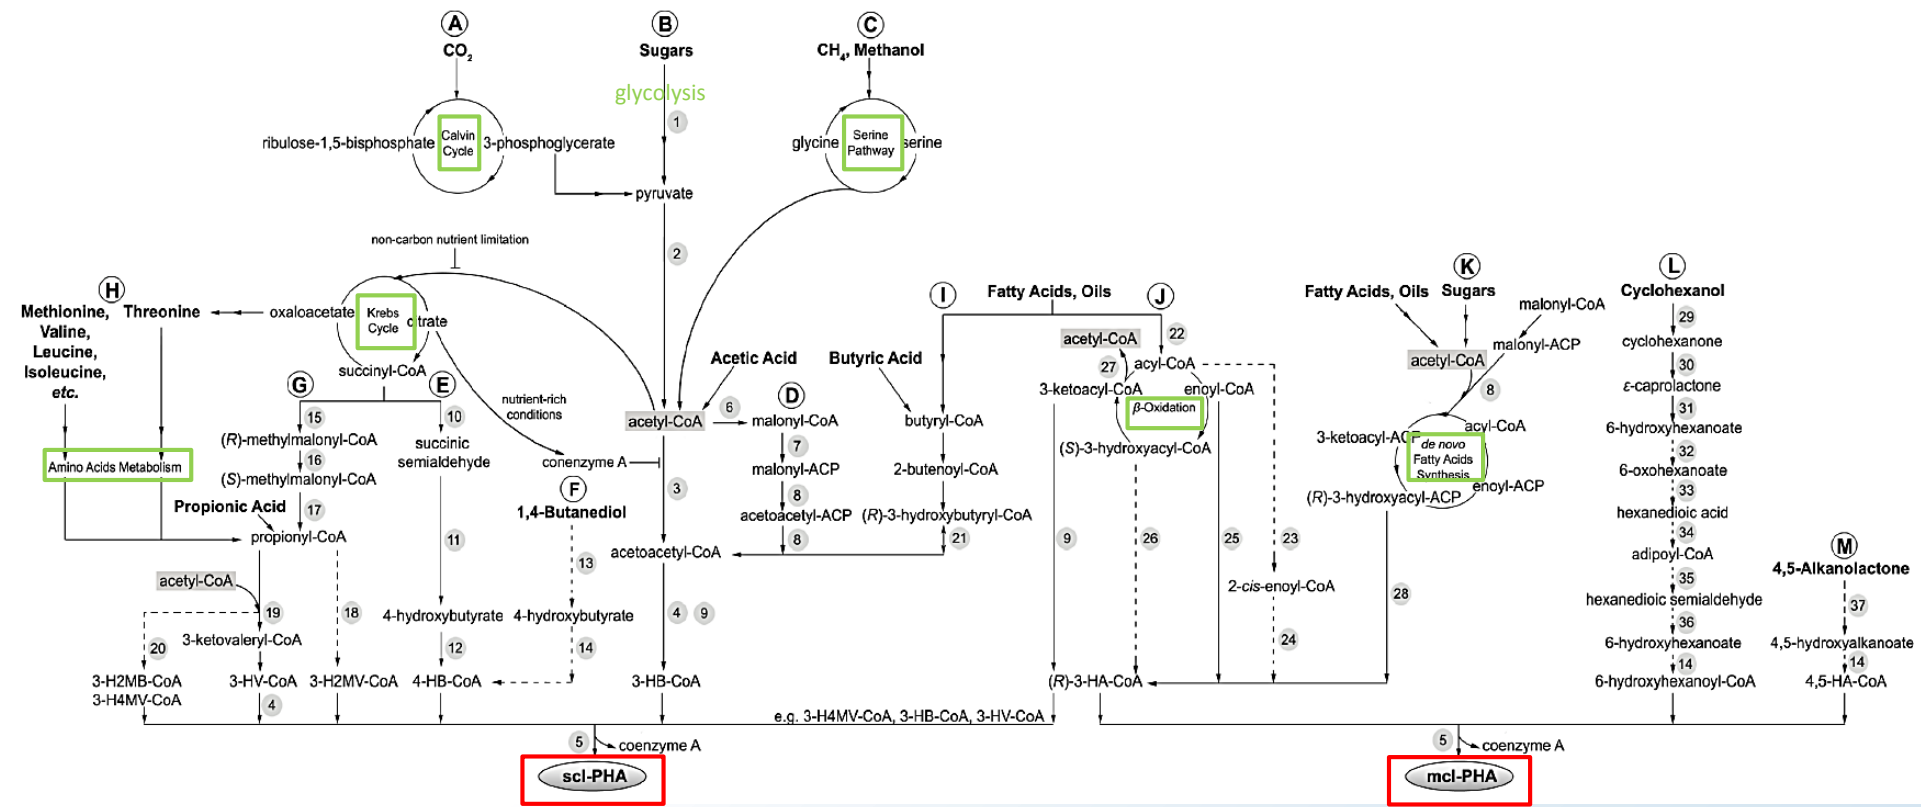 A
CO2
B
Sugars
C
CH4, Methanol
glycolysis
1
ribulose-1,5-bisphosphate
Calvin
Cycle
3-phosphoglycerate
glycine
Serine
Pathway
serine
pyruvate
non-carbon nutrient limitation
2
H
Methionine,
Valine,
Leucine,
Isoleucine,
etc.
Threonine
oxaloacetate
Krebs
Cycle
citrate
succinyl-CoA
G
E
15
(R)-methylmalonyl-CoA
16
(S)-methylmalonyl-CoA
17
Amino Acids Metabolism
Propionic Acid
propionyl-CoA
acetyl-CoA
19
18
20
3-ketovaleryl-CoA
3-H2MB-CoA
3-H4MV-CoA
3-HV-CoA
4
3-H2MV-CoA
10
succinic
semialdehyde
11
4-hydroxybutyrate
12
4-HB-CoA
nutrient-rich
conditions
conenzyme A
F
1,4-Butanediol
13
4-hydroxybutyrate
14
Acetic Acid
acetyl-CoA
6
D
malonyl-CoA
7
malonyl-ACP
8
acetoacetyl-ACP
8
3
acetoacetyl-CoA
4
9
3-HB-CoA
Butyric Acid
I
Fatty Acids, Oils
J
butyryl-CoA
2-butenoyl-CoA
(R)-3-hydroxybutyryl-CoA
21
22
acetyl-CoA
27
acyl-CoA
3-ketoacyl-CoA
enoyl-CoA
β-Oxidation
(S)-3-hydroxyacyl-CoA
9
26
25
23
2-cis-enoyl-CoA
24
(R)-3-HA-CoA
K
Fatty Acids, Oils
Sugars
malonyl-CoA
malonyl-ACP
acetyl-CoA
8
3-ketoacyl-ACP
acyl-CoA
de novo
Fatty Acids
Synthesis
enoyl-ACP
(R)-3-hydroxyacyl-ACP
28
L
Cyclohexanol
29
cyclohexanone
30
ε-caprolactone
31
6-hydroxyhexanoate
32
6-oxohexanoate
33
hexanedioic acid
34
adipoyl-CoA
35
hexanedioic semialdehyde
36
6-hydroxyhexanoate
14
6-hydroxyhexanoyl-CoA
M
4,5-Alkanolactone
37
4,5-hydroxyalkanoate
14
4,5-HA-CoA
e.g. 3-H4MV-CoA, 3-HB-CoA, 3-HV-CoA
5
coenzyme A
scl-PHA
5
coenzyme A
mcl-PHA